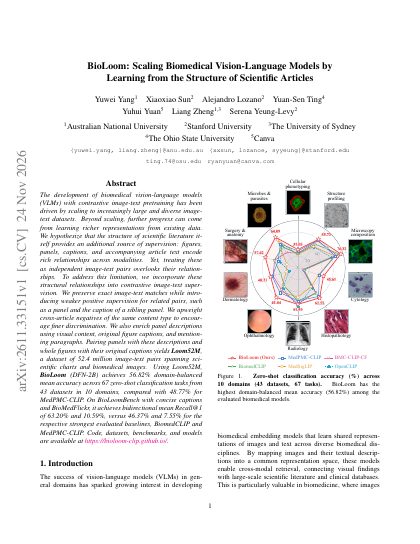 BioLoom: Scaling Biomedical Vision-Language Models by
Learning from the Structure of Scientific Articles
Yuwei Yang¹ Xiaoxiao Sun² Alejandro Lozano² Yuan-Sen Ting⁴
Yuhui Yuan⁵ Liang Zheng¹,³ Serena Yeung-Levy²
¹Australian National University ²Stanford University ³The University of Sydney
⁴The Ohio State University ⁵Canva
{yuwei.yang, liang.zheng}@anu.edu.au {xxsun, lozanoe, syyeung}@stanford.edu
ting.74@osu.edu ryanyuan@canva.com
arXiv:2611.33151v1 [cs.CV] 24 Nov 2026
Abstract
The development of biomedical vision-language models
(VLMs) with contrastive image-text pretraining has been
driven by scaling to increasingly large and diverse image-
text datasets. Beyond scaling, further progress can come
from learning richer representations from existing data.
We hypothesize that the structure of scientific literature it-
self provides an additional source of supervision: figures,
panels, captions, and accompanying article text encode
rich relationships across modalities. Yet, treating these
as independent image-text pairs overlooks their relation-
ships. To address this limitation, we incorporate these
structural relationships into contrastive image-text super-
vision. We preserve exact image-text matches while intro-
ducing weaker positive supervision for related pairs, such
as a panel and the caption of a sibling panel. We upweight
cross-article negatives of the same content type to encour-
age finer discrimination. We also enrich panel descriptions
using visual content, original figure captions, and mention-
ing paragraphs. Pairing panels with these descriptions and
whole figures with their original captions yields Loom52M,
a dataset of 52.4 million image-text pairs spanning sci-
entific charts and biomedical images. Using Loom52M,
BioLoom (DFN-2B) achieves 56.82% domain-balanced
mean accuracy across 67 zero-shot classification tasks from
43 datasets in 10 domains, compared with 48.77% for
MedPMC-CLIP. On BioLoomBench with concise captions
and BioMedFlicks, it achieves bidirectional mean Recall@1
of 63.20% and 10.59%, versus 46.37% and 7.55% for the
respective strongest evaluated baselines, BiomedCLIP and
MedPMC-CLIP. Code, datasets, benchmarks, and models
are available at https://bioloom-clip.github.io/.
1. Introduction
The success of vision-language models (VLMs) in gen-
eral domains has sparked growing interest in developing
Cellular
phenotyping
Microbes &
parasites
Structure
profiling
Surgery &
anatomy
Microscopy
composition
Dermatology
Cytology
Ophthalmology
Histopathology
Radiology
BioLoom (Ours) MedPMC-CLIP BMC-CLIP-CF
BiomedCLIP MedSigLIP OpenCLIP
Figure 1. Zero-shot classification accuracy (%) across
10 domains (43 datasets, 67 tasks). BioLoom has the
highest domain-balanced mean accuracy (56.82%) among the
evaluated biomedical models.
biomedical embedding models that learn shared represen-
tations of images and text across diverse biomedical dis-
ciplines. By mapping images and their textual descrip-
tions into a common representation space, these models
enable cross-modal retrieval, connecting visual findings
with large-scale scientific literature and clinical databases.
This is particularly valuable in biomedicine, where images
1